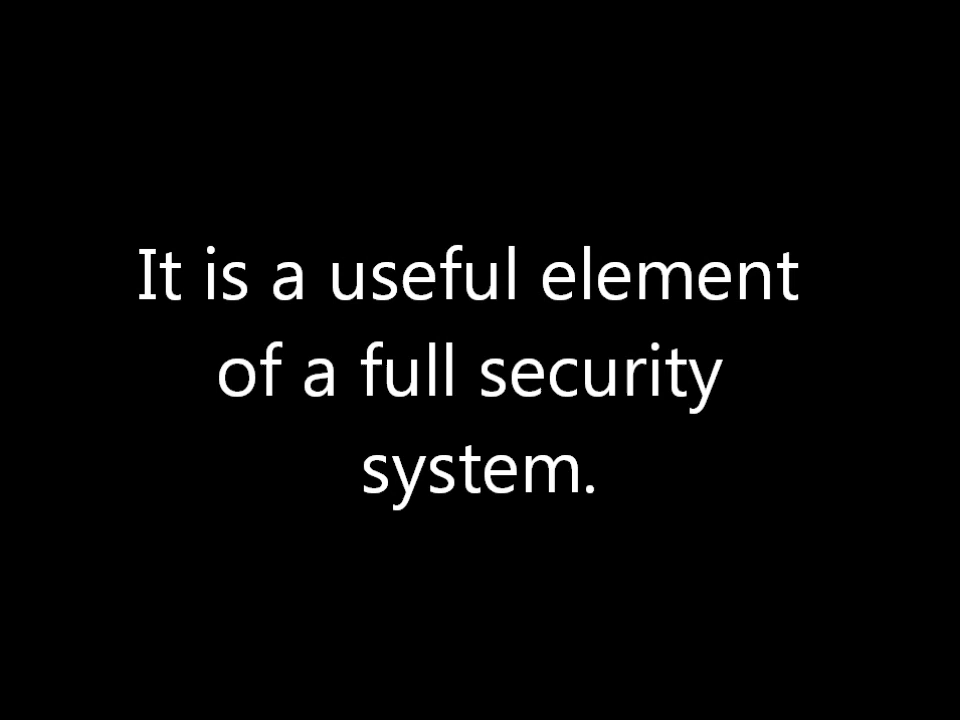 It is a useful element
of a full security
system.